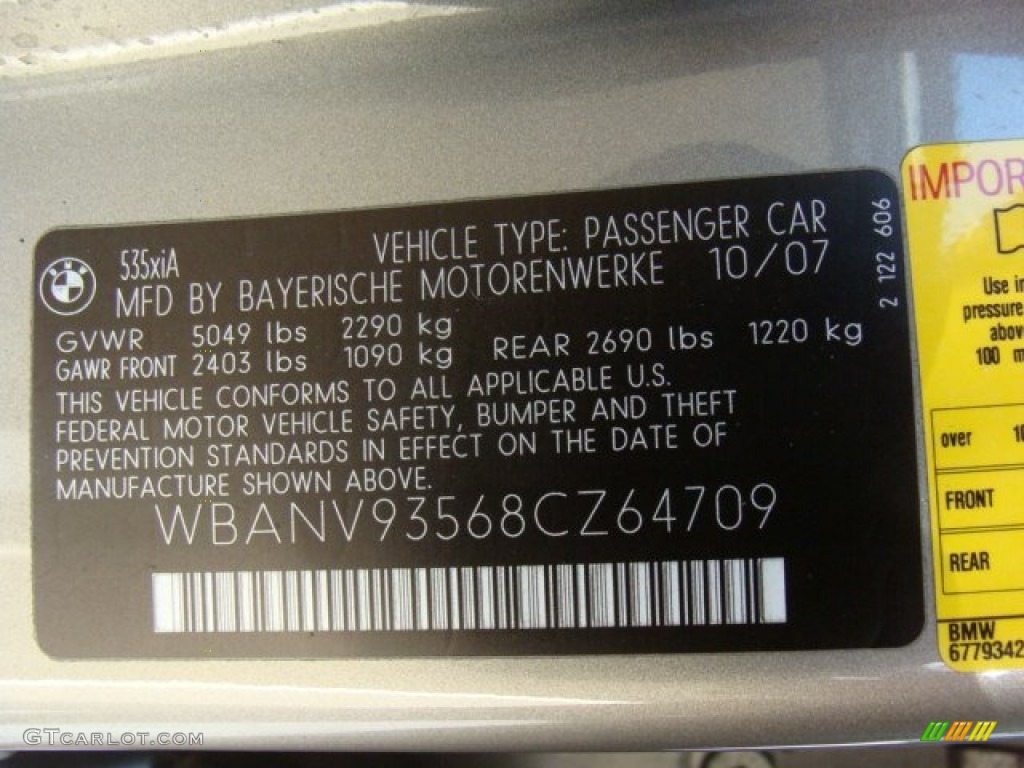 BMW
535xiA
VEHICLE TYPE: PASSENGER CAR
MFD BY BAYERISCHE MOTORENWERKE 10/07
GVWR 5049 lbs 2290 kg
GAWR FRONT 2403 lbs 1090 kg REAR 2690 lbs 1220 kg
THIS VEHICLE CONFORMS TO ALL APPLICABLE U.S.
FEDERAL MOTOR VEHICLE SAFETY, BUMPER AND THEFT
PREVENTION STANDARDS IN EFFECT ON THE DATE OF
MANUFACTURE SHOWN ABOVE.
WBANV93568CZ64709
2 122 606
IMPOR
Use in
pressure
above
100 m
over 10
FRONT
REAR
BMW
6779342
GTCARLOT.COM